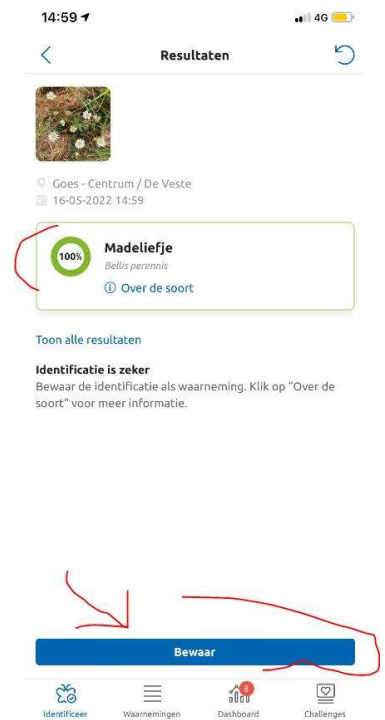 14:59
4G
Resultaten
Goes - Centrum / De Veste
16-05-2022 14:59
100%
Madeliefje
Bellis perennis
Over de soort
Toon alle resultaten
Identificatie is zeker
Bewaar de identificatie als waarneming. Klik op "Over de
soort" voor meer informatie.
Bewaar
8
Identificeer Waarnemingen Dashboard Challenges